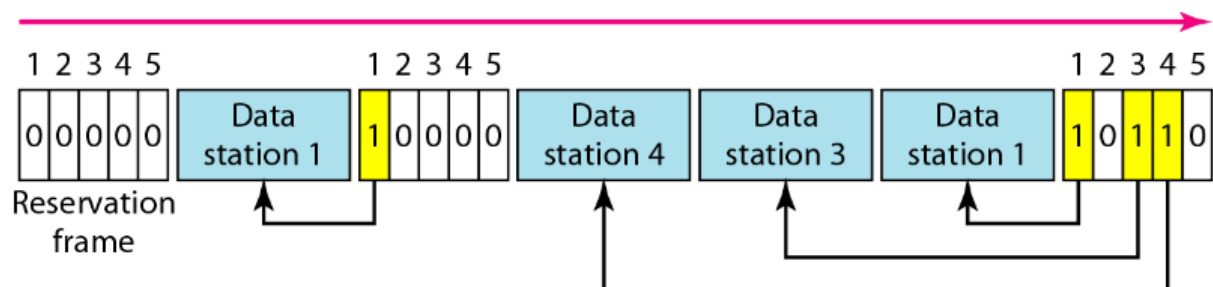 1 2 3 4 5
1 2 3 4 5
1 2 3 4 5
0 0 0 0 0
Data
station 1
1 0 0 0 0
Data
station 4
Data
station 3
Data
station 1
1 0 1 1 0
Reservation
frame